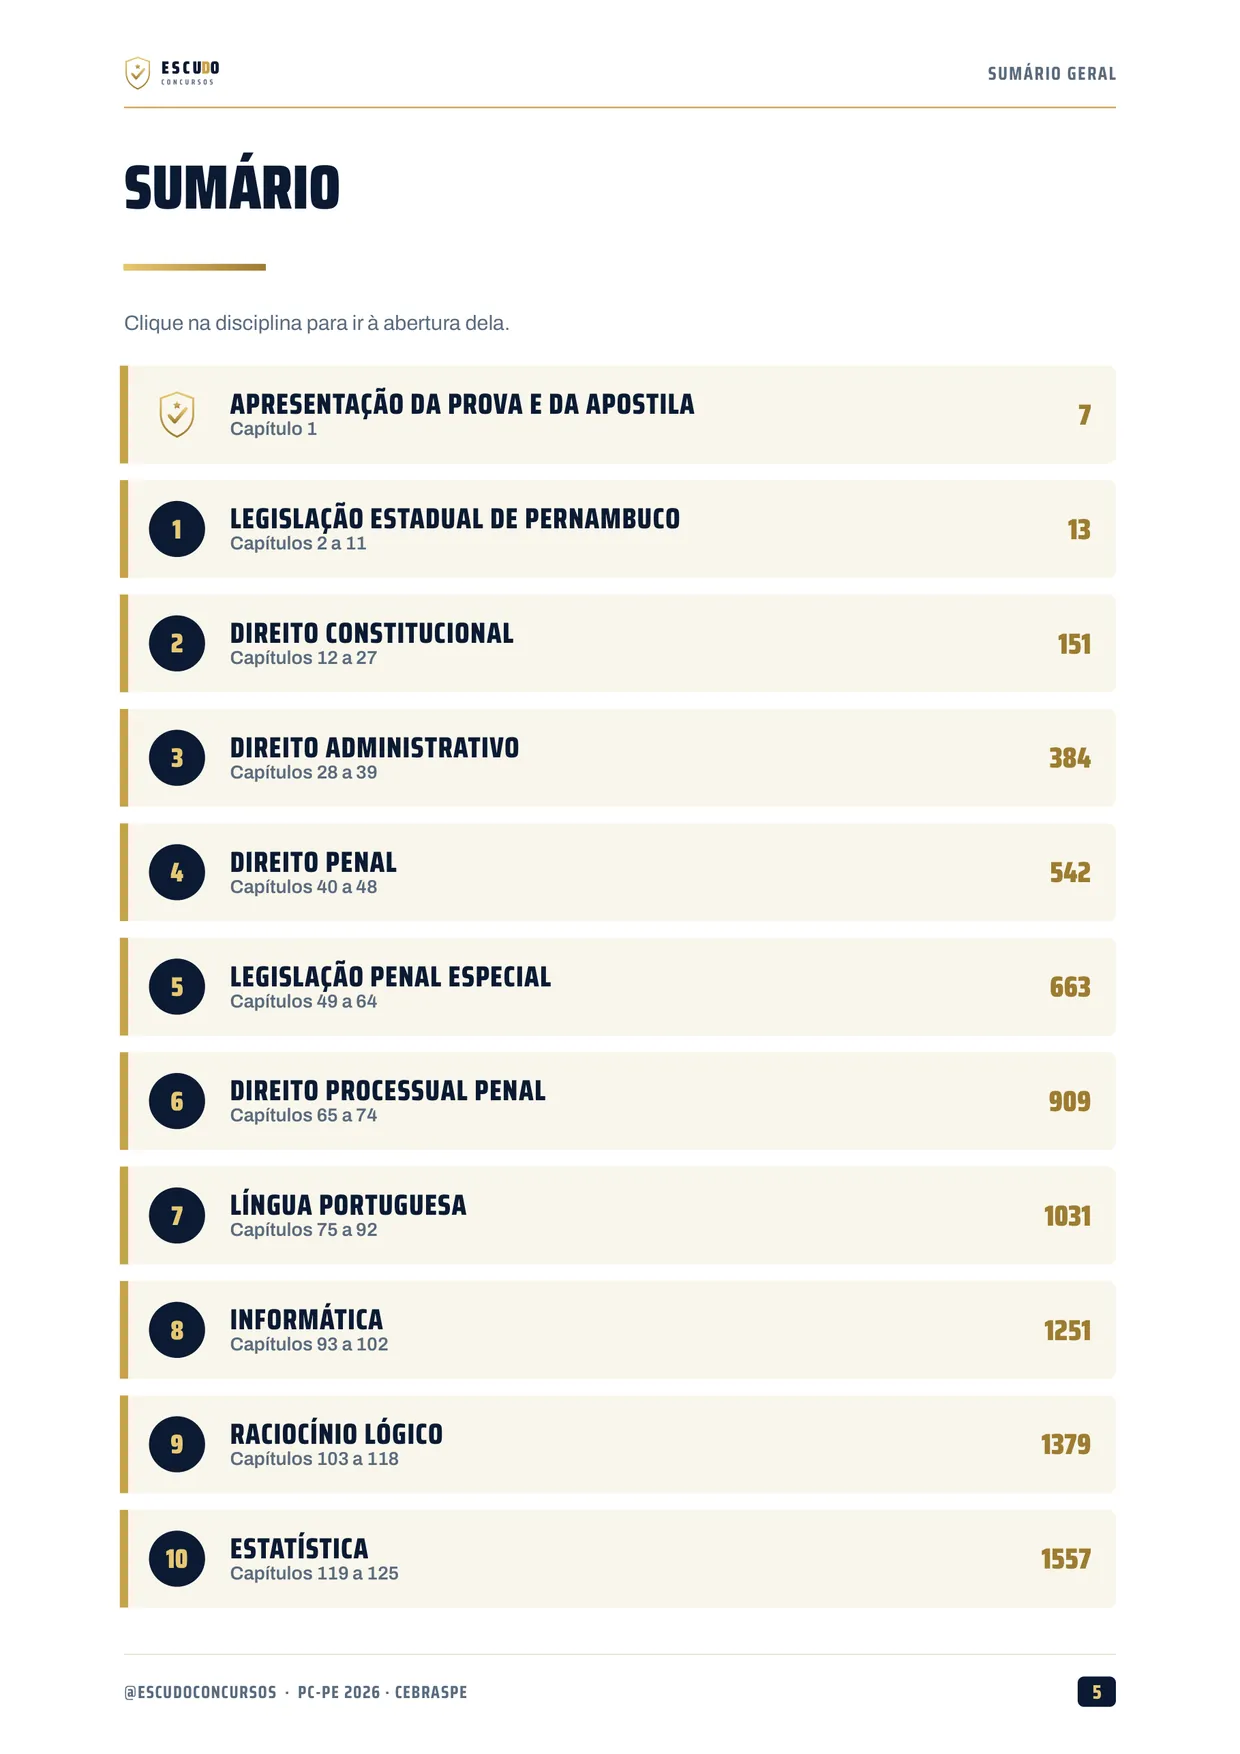 ESCUDO
CONCURSOS
SUMÁRIO GERAL
SUMÁRIO
Clique na disciplina para ir à abertura dela.
APRESENTAÇÃO DA PROVA E DA APOSTILA
Capítulo 1
7
1
LEGISLAÇÃO ESTADUAL DE PERNAMBUCO
Capítulos 2 a 11
13
2
DIREITO CONSTITUCIONAL
Capítulos 12 a 27
151
3
DIREITO ADMINISTRATIVO
Capítulos 28 a 39
384
4
DIREITO PENAL
Capítulos 40 a 48
542
5
LEGISLAÇÃO PENAL ESPECIAL
Capítulos 49 a 64
663
6
DIREITO PROCESSUAL PENAL
Capítulos 65 a 74
909
7
LÍNGUA PORTUGUESA
Capítulos 75 a 92
1031
8
INFORMÁTICA
Capítulos 93 a 102
1251
9
RACIOCÍNIO LÓGICO
Capítulos 103 a 118
1379
10
ESTATÍSTICA
Capítulos 119 a 125
1557
@ESCUDOCONCURSOS · PC-PE 2026 · CEBRASPE
5